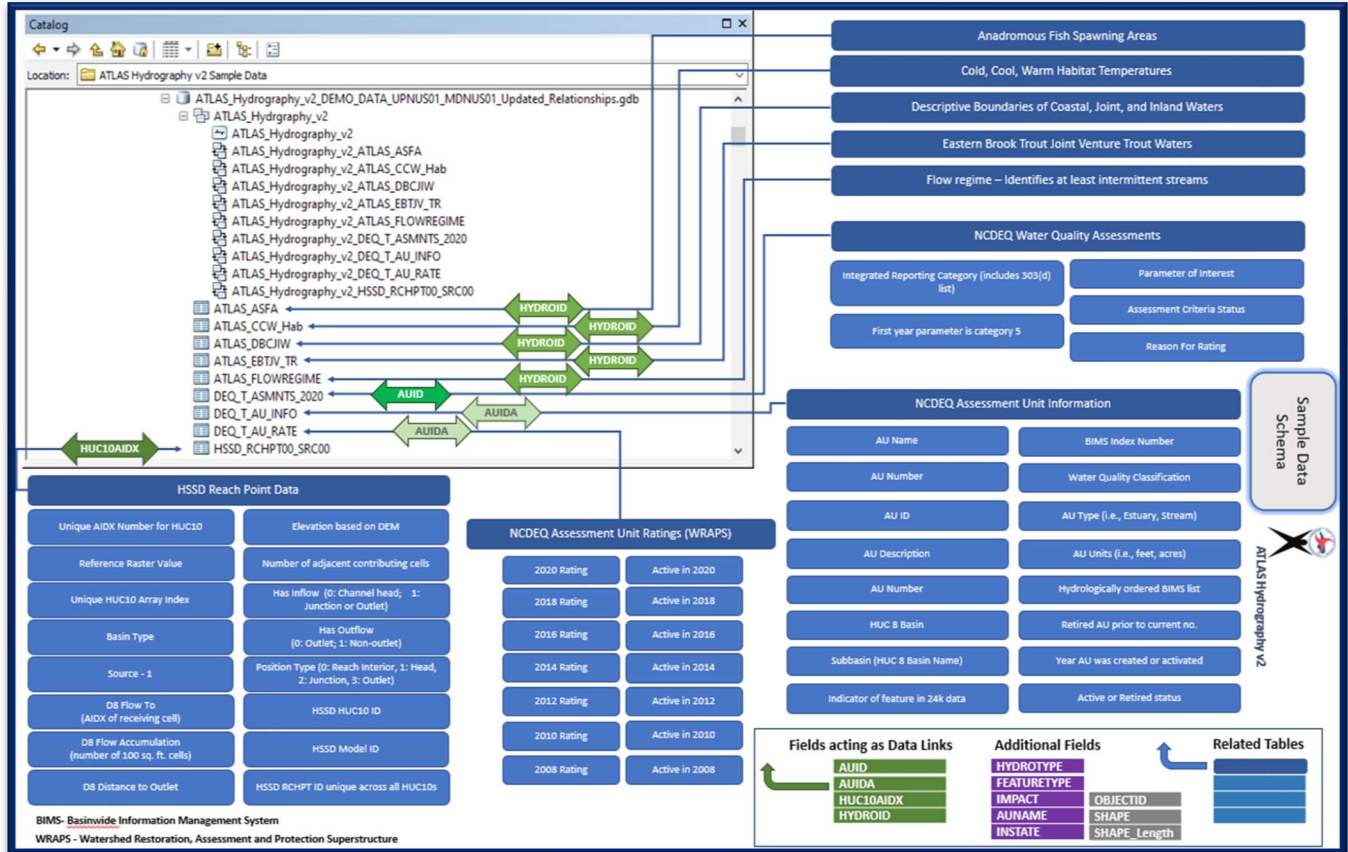 Catalog
Location: ATLAS Hydrography v2 Sample Data
ATLAS_Hydrography_v2_DEMO_DATA_UPNUS01_MDNUS01_Updated_Relationships.gdb
ATLAS_Hydrgraphy_v2
ATLAS_Hydrography_v2
ATLAS_Hydrography_v2_ATLAS_ASFA
ATLAS_Hydrography_v2_ATLAS_CCW_Hab
ATLAS_Hydrography_v2_ATLAS_DBCJIW
ATLAS_Hydrography_v2_ATLAS_EBTJV_TR
ATLAS_Hydrography_v2_ATLAS_FLOWREGIME
ATLAS_Hydrography_v2_DEQ_T_ASMNTS_2020
ATLAS_Hydrography_v2_DEQ_T_AU_INFO
ATLAS_Hydrography_v2_DEQ_T_AU_RATE
ATLAS_Hydrography_v2_HSSD_RCHPT00_SRC00
ATLAS_ASFA HYDROID
ATLAS_CCW_Hab HYDROID
ATLAS_DBCJIW HYDROID
ATLAS_EBTJV_TR HYDROID
ATLAS_FLOWREGIME HYDROID
DEQ_T_ASMNTS_2020 AUID
DEQ_T_AU_INFO AUIDA
DEQ_T_AU_RATE AUIDA
HUC10AIDX HSSD_RCHPT00_SRC00
Anadromous Fish Spawning Areas
Cold, Cool, Warm Habitat Temperatures
Descriptive Boundaries of Coastal, Joint, and Inland Waters
Eastern Brook Trout Joint Venture Trout Waters
Flow regime – Identifies at least intermittent streams
NCDEQ Water Quality Assessments
Integrated Reporting Category (includes 303(d)
list)
First year parameter is category 5
Parameter of Interest
Assessment Criteria Status
Reason For Rating
NCDEQ Assessment Unit Information
AU Name
AU Number
AU ID
AU Description
AU Number
HUC 8 Basin
Subbasin (HUC 8 Basin Name)
Indicator of feature in 24k data
BIMS Index Number
Water Quality Classification
AU Type (i.e., Estuary, Stream)
AU Units (i.e., feet, acres)
Hydrologically ordered BIMS list
Retired AU prior to current no.
Year AU was created or activated
Active or Retired status
Sample Data
Schema
ATLAS Hydrography v2
HSSD Reach Point Data
Unique AIDX Number for HUC10
Reference Raster Value
Unique HUC10 Array Index
Basin Type
Source - 1
D8 Flow To
(AIDX of receiving cell)
D8 Flow Accumulation
(number of 100 sq. ft. cells)
D8 Distance to Outlet
Elevation based on DEM
Number of adjacent contributing cells
Has Inflow (0: Channel head; 1:
Junction or Outlet)
Has Outflow
(0: Outlet; 1: Non-outlet)
Position Type (0: Reach Interior, 1: Head,
2: Junction, 3: Outlet)
HSSD HUC10 ID
HSSD Model ID
HSSD RCHPT ID unique across all HUC10s
NCDEQ Assessment Unit Ratings (WRAPS)
2020 Rating Active in 2020
2018 Rating Active in 2018
2016 Rating Active in 2016
2014 Rating Active in 2014
2012 Rating Active in 2012
2010 Rating Active in 2010
2008 Rating Active in 2008
Fields acting as Data Links
AUID
AUIDA
HUC10AIDX
HYDROID
Additional Fields
HYDROTYPE
FEATURETYPE
IMPACT
AUNAME
INSTATE
OBJECTID
SHAPE
SHAPE_Length
Related Tables
BIMS- Basinwide Information Management System
WRAPS - Watershed Restoration, Assessment and Protection Superstructure